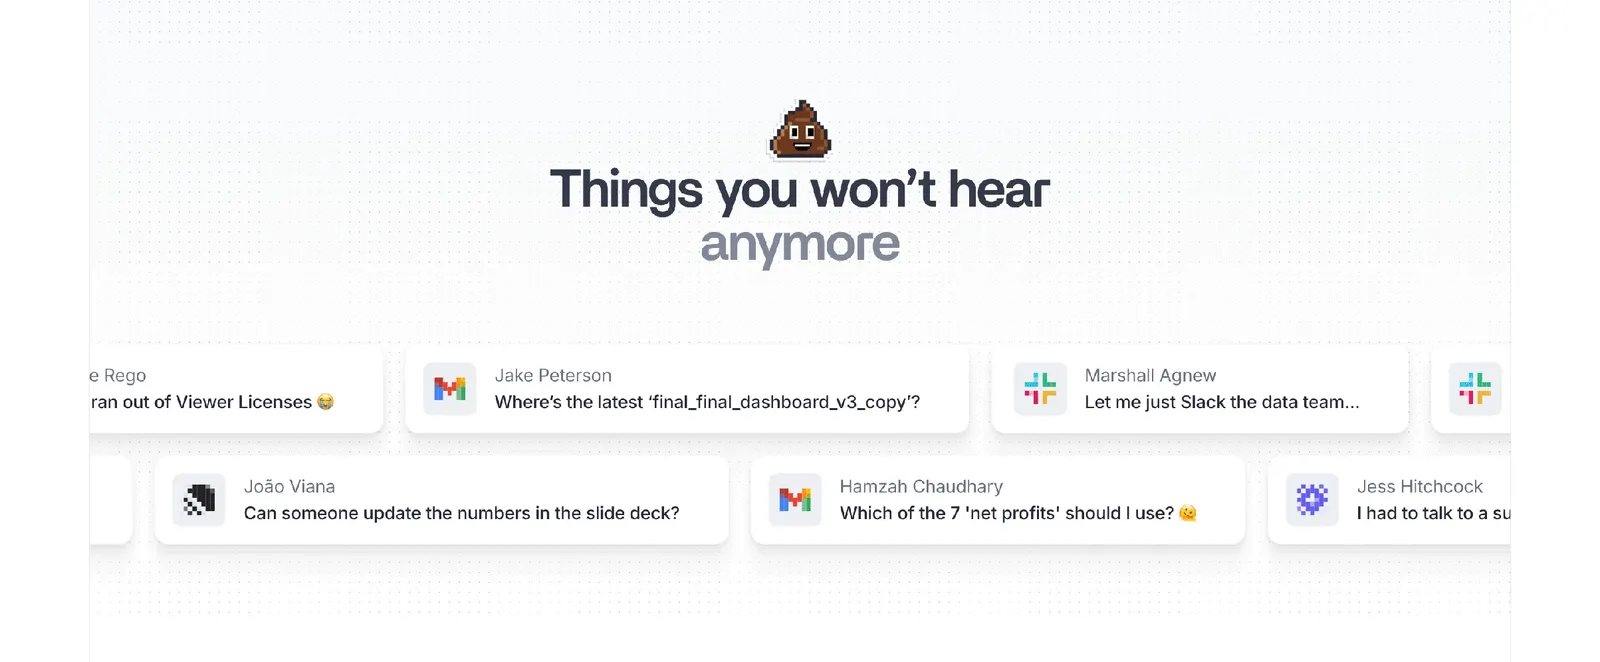 Things you won’t hear
anymore
e Rego
ran out of Viewer Licenses 😭
Jake Peterson
Where’s the latest ‘final_final_dashboard_v3_copy’?
Marshall Agnew
Let me just Slack the data team...
João Viana
Can someone update the numbers in the slide deck?
Hamzah Chaudhary
Which of the 7 'net profits' should I use? 🫠
Jess Hitchcock
I had to talk to a su